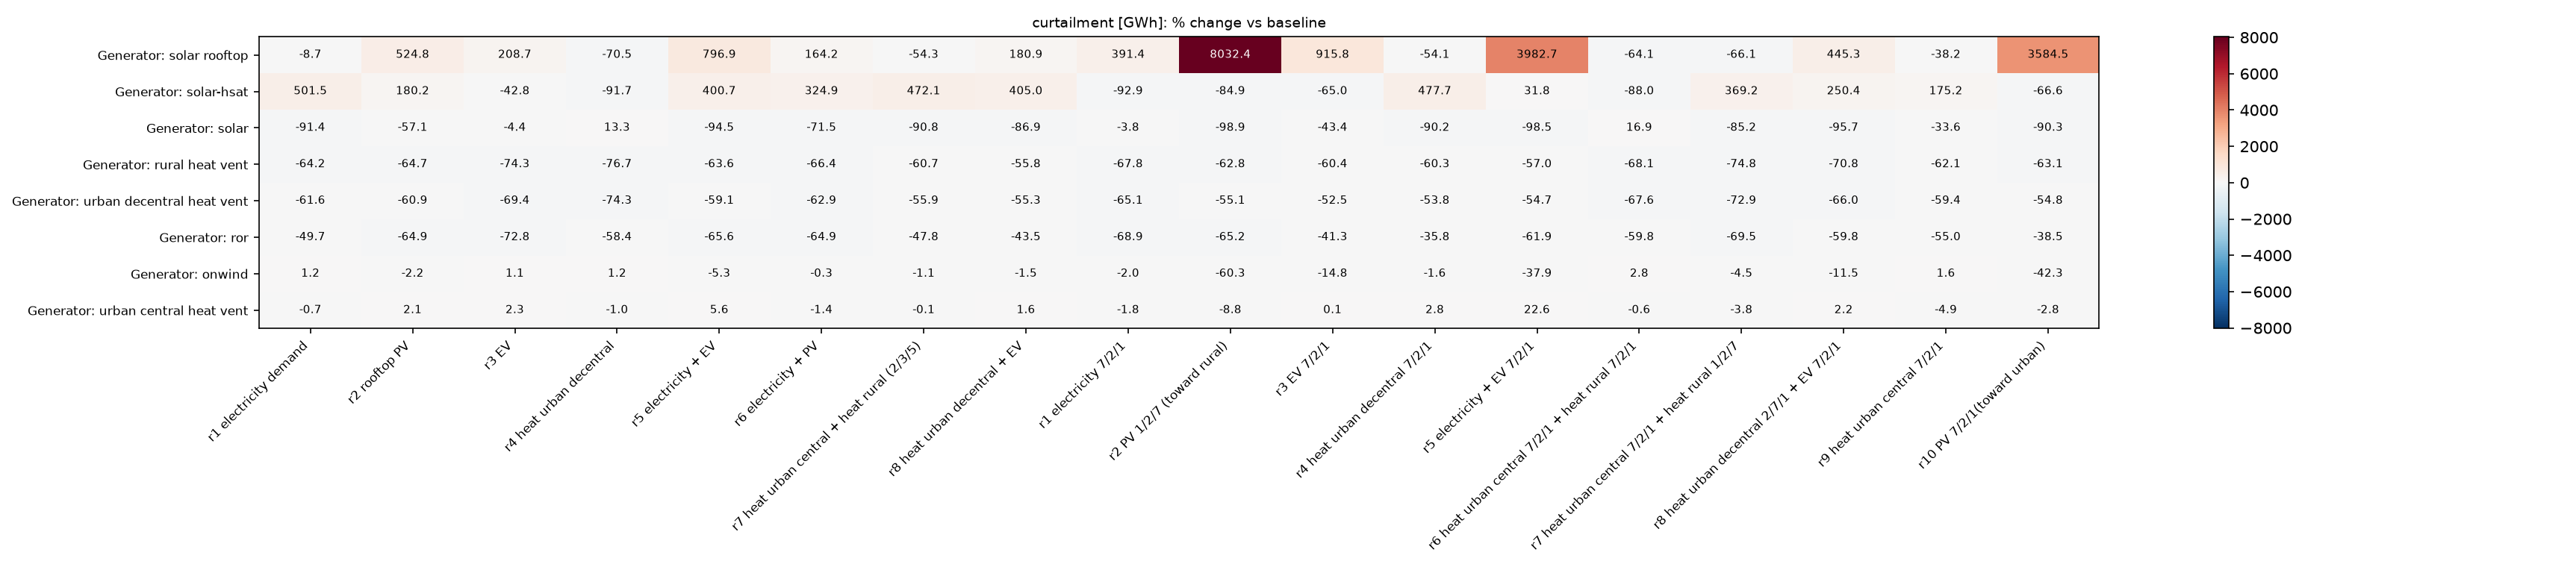 curtailment [GWh]: % change vs baseline
Generator: solar rooftop -8.7 524.8 208.7 -70.5 796.9 164.2 -54.3 180.9 391.4 8032.4 915.8 -54.1 3982.7 -64.1 -66.1 445.3 -38.2 3584.5
Generator: solar-hsat 501.5 180.2 -42.8 -91.7 400.7 324.9 472.1 405.0 -92.9 -84.9 -65.0 477.7 31.8 -88.0 369.2 250.4 175.2 -66.6
Generator: solar -91.4 -57.1 -4.4 13.3 -94.5 -71.5 -90.8 -86.9 -3.8 -98.9 -43.4 -90.2 -98.5 16.9 -85.2 -95.7 -33.6 -90.3
Generator: rural heat vent -64.2 -64.7 -74.3 -76.7 -63.6 -66.4 -60.7 -55.8 -67.8 -62.8 -60.4 -60.3 -57.0 -68.1 -74.8 -70.8 -62.1 -63.1
Generator: urban decentral heat vent -61.6 -60.9 -69.4 -74.3 -59.1 -62.9 -55.9 -55.3 -65.1 -55.1 -52.5 -53.8 -54.7 -67.6 -72.9 -66.0 -59.4 -54.8
Generator: ror -49.7 -64.9 -72.8 -58.4 -65.6 -64.9 -47.8 -43.5 -68.9 -65.2 -41.3 -35.8 -61.9 -59.8 -69.5 -59.8 -55.0 -38.5
Generator: onwind 1.2 -2.2 1.1 1.2 -5.3 -0.3 -1.1 -1.5 -2.0 -60.3 -14.8 -1.6 -37.9 2.8 -4.5 -11.5 1.6 -42.3
Generator: urban central heat vent -0.7 2.1 2.3 -1.0 5.6 -1.4 -0.1 1.6 -1.8 -8.8 0.1 2.8 22.6 -0.6 -3.8 2.2 -4.9 -2.8
r1 electricity demand
r2 rooftop PV
r3 EV
r4 heat urban decentral
r5 electricity + EV
r6 electricity + PV
r7 heat urban central + heat rural (2/3/5)
r8 heat urban decentral + EV
r1 electricity 7/2/1
r2 PV 1/2/7 (toward rural)
r3 EV 7/2/1
r4 heat urban decentral 7/2/1
r5 electricity + EV 7/2/1
r6 heat urban central 7/2/1 + heat rural 7/2/1
r7 heat urban central 7/2/1 + heat rural 1/2/7
r8 heat urban decentral 2/7/1 + EV 7/2/1
r9 heat urban central 7/2/1
r10 PV 7/2/1(toward urban)
8000
6000
4000
2000
0
−2000
−4000
−6000
−8000